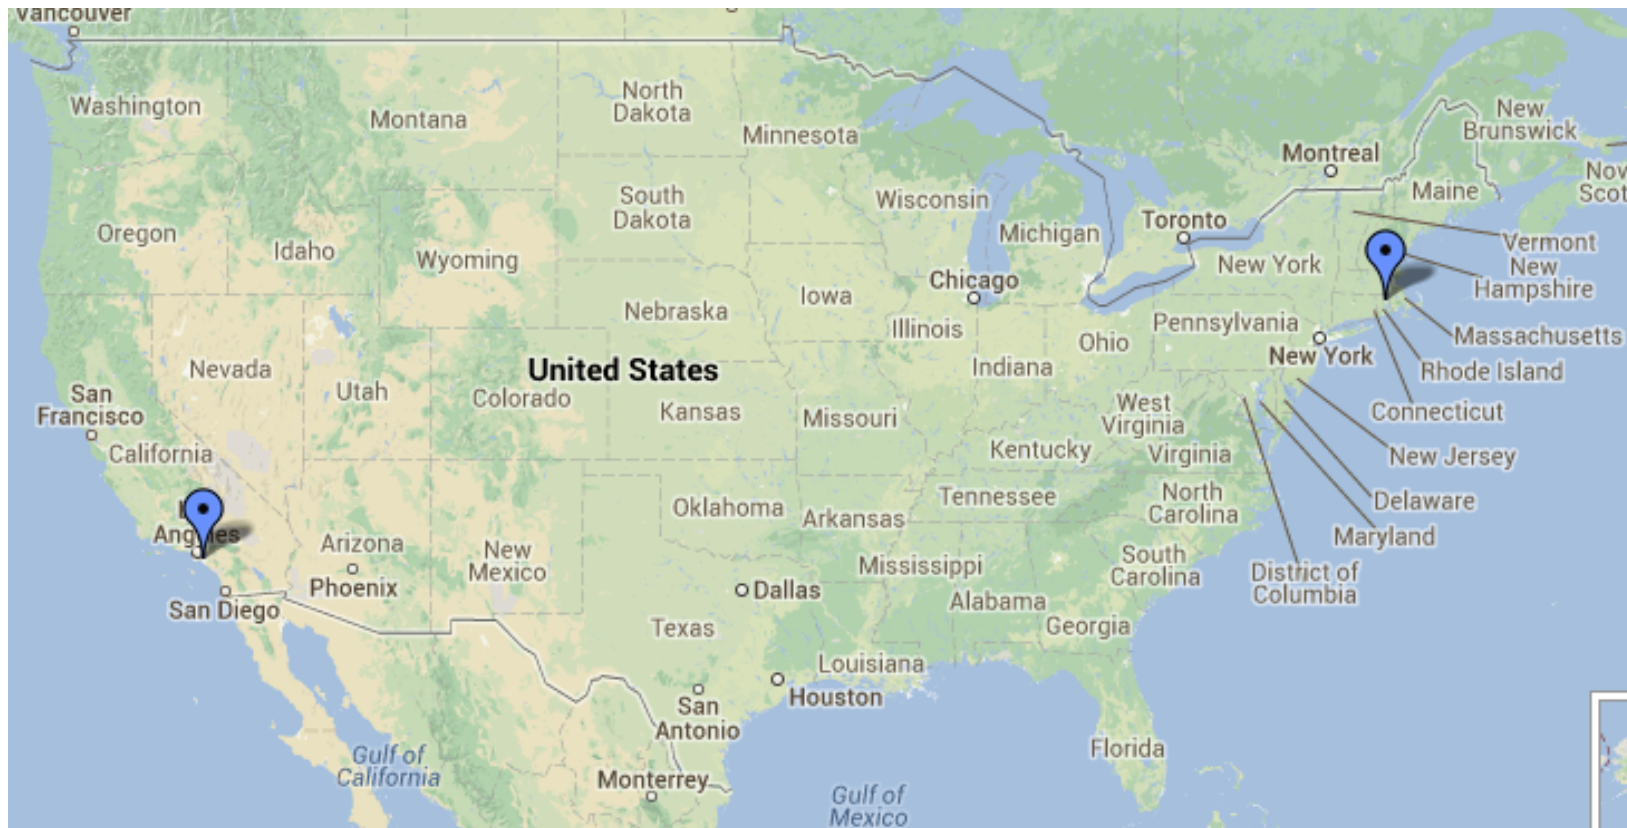 Vancouver
Washington
Montana
North
Dakota
Minnesota
New
Brunswick
Montreal
Maine
Nov
Scot
Oregon
Idaho
Wyoming
South
Dakota
Wisconsin
Michigan
Toronto
Vermont
New
Hampshire
New York
Chicago
Iowa
Nebraska
Illinois
Pennsylvania
Massachusetts
Ohio
New York
Rhode Island
Nevada
Utah
United States
Colorado
Indiana
Connecticut
San
Francisco
California
Kansas
Missouri
West
Virginia
Kentucky
Virginia
New Jersey
Angeles
Arizona
Phoenix
San Diego
New
Mexico
Oklahoma
Arkansas
Tennessee
North
Carolina
Delaware
Maryland
Mississippi
South
Carolina
District of
Columbia
Dallas
Alabama
Georgia
Texas
Louisiana
Houston
San
Antonio
Florida
Gulf of
California
Monterrey
Gulf of
Mexico